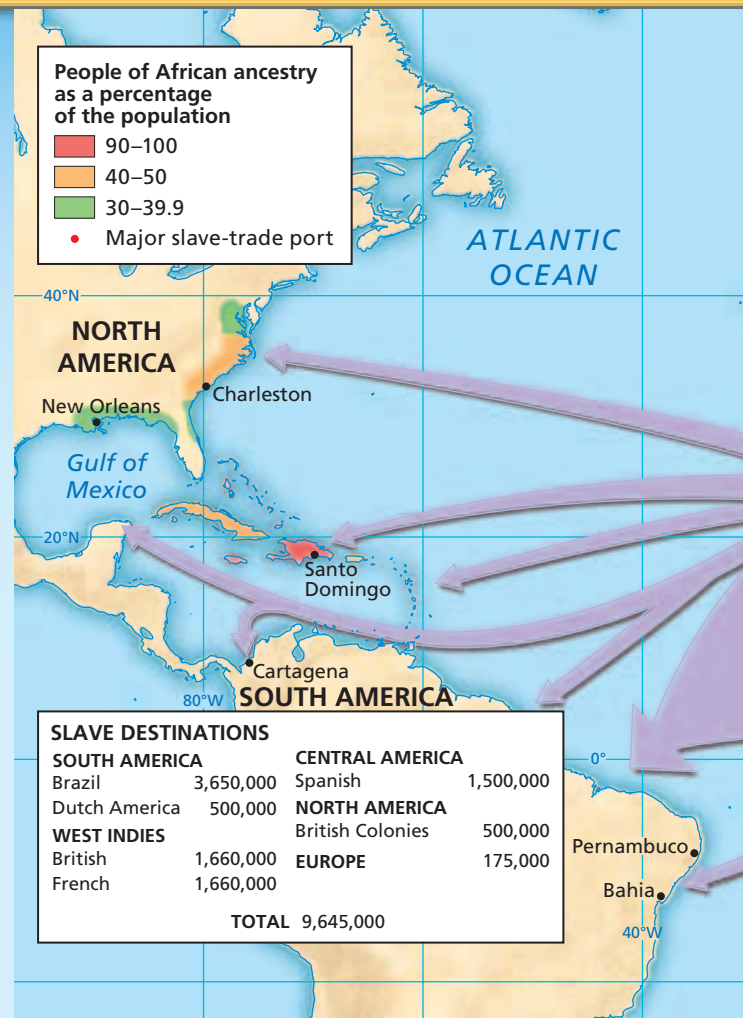 People of African ancestry
as a percentage
of the population
90–100
40–50
30–39.9
Major slave-trade port
ATLANTIC
OCEAN
40°N
NORTH
AMERICA
Charleston
New Orleans
Gulf of
Mexico
20°N
Santo
Domingo
Cartagena
80°W
SOUTH AMERICA
SLAVE DESTINATIONS
SOUTH AMERICA
Brazil 3,650,000
Dutch America 500,000
WEST INDIES
British 1,660,000
French 1,660,000
CENTRAL AMERICA
Spanish 1,500,000
NORTH AMERICA
British Colonies 500,000
EUROPE 175,000
TOTAL 9,645,000
0°
Pernambuco
Bahia
40°W